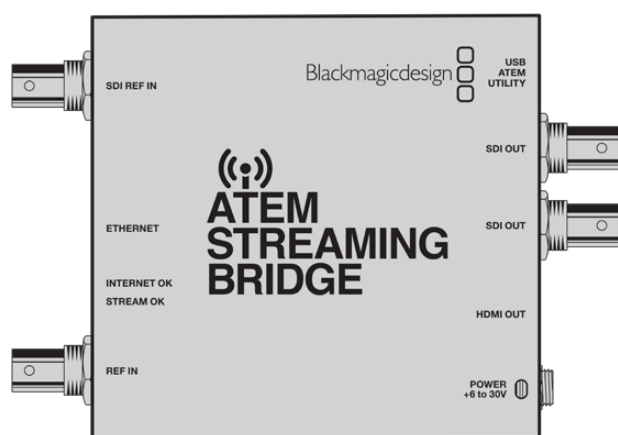 SDI REF IN
Blackmagicdesign
USB
ATEM
UTILITY
SDI OUT
ATEM
STREAMING
BRIDGE
ETHERNET
SDI OUT
INTERNET OK
STREAM OK
HDMI OUT
REF IN
POWER
+6 to 30V